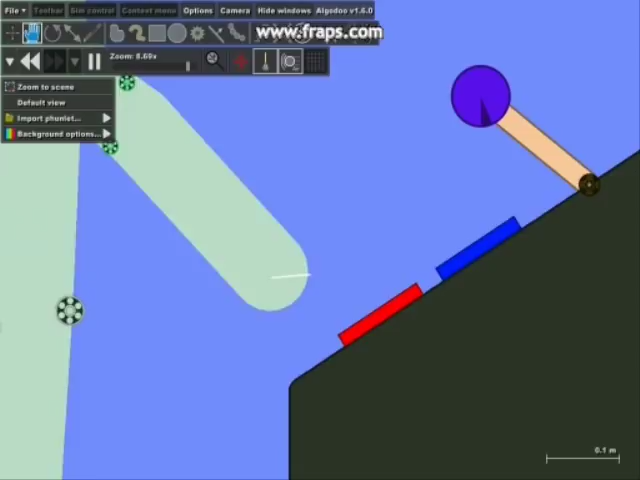 File Toolbar Sim control Context menu Options Camera Hide windows Algodoo v1.6.0
www.fraps.com
Zoom: 5.69x
Zoom to scene
Default view
Import phunlet...
Background options...
0.1 m